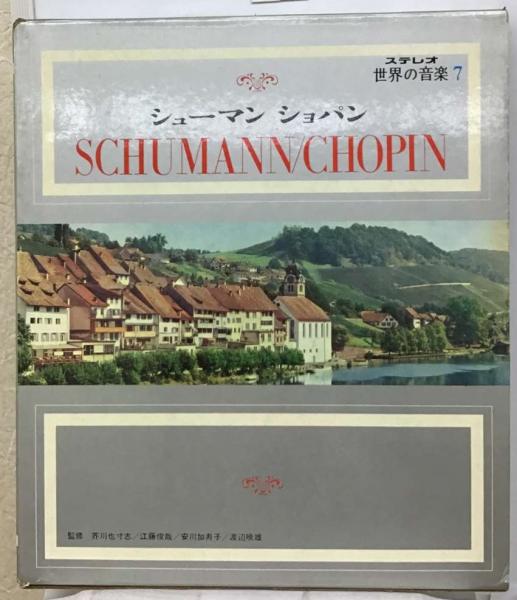 ステレオ
世界の音楽 7
シューマン ショパン
SCHUMANN/CHOPIN
監修 芥川也寸志/江藤俊哉/安川加寿子/渡辺暁雄